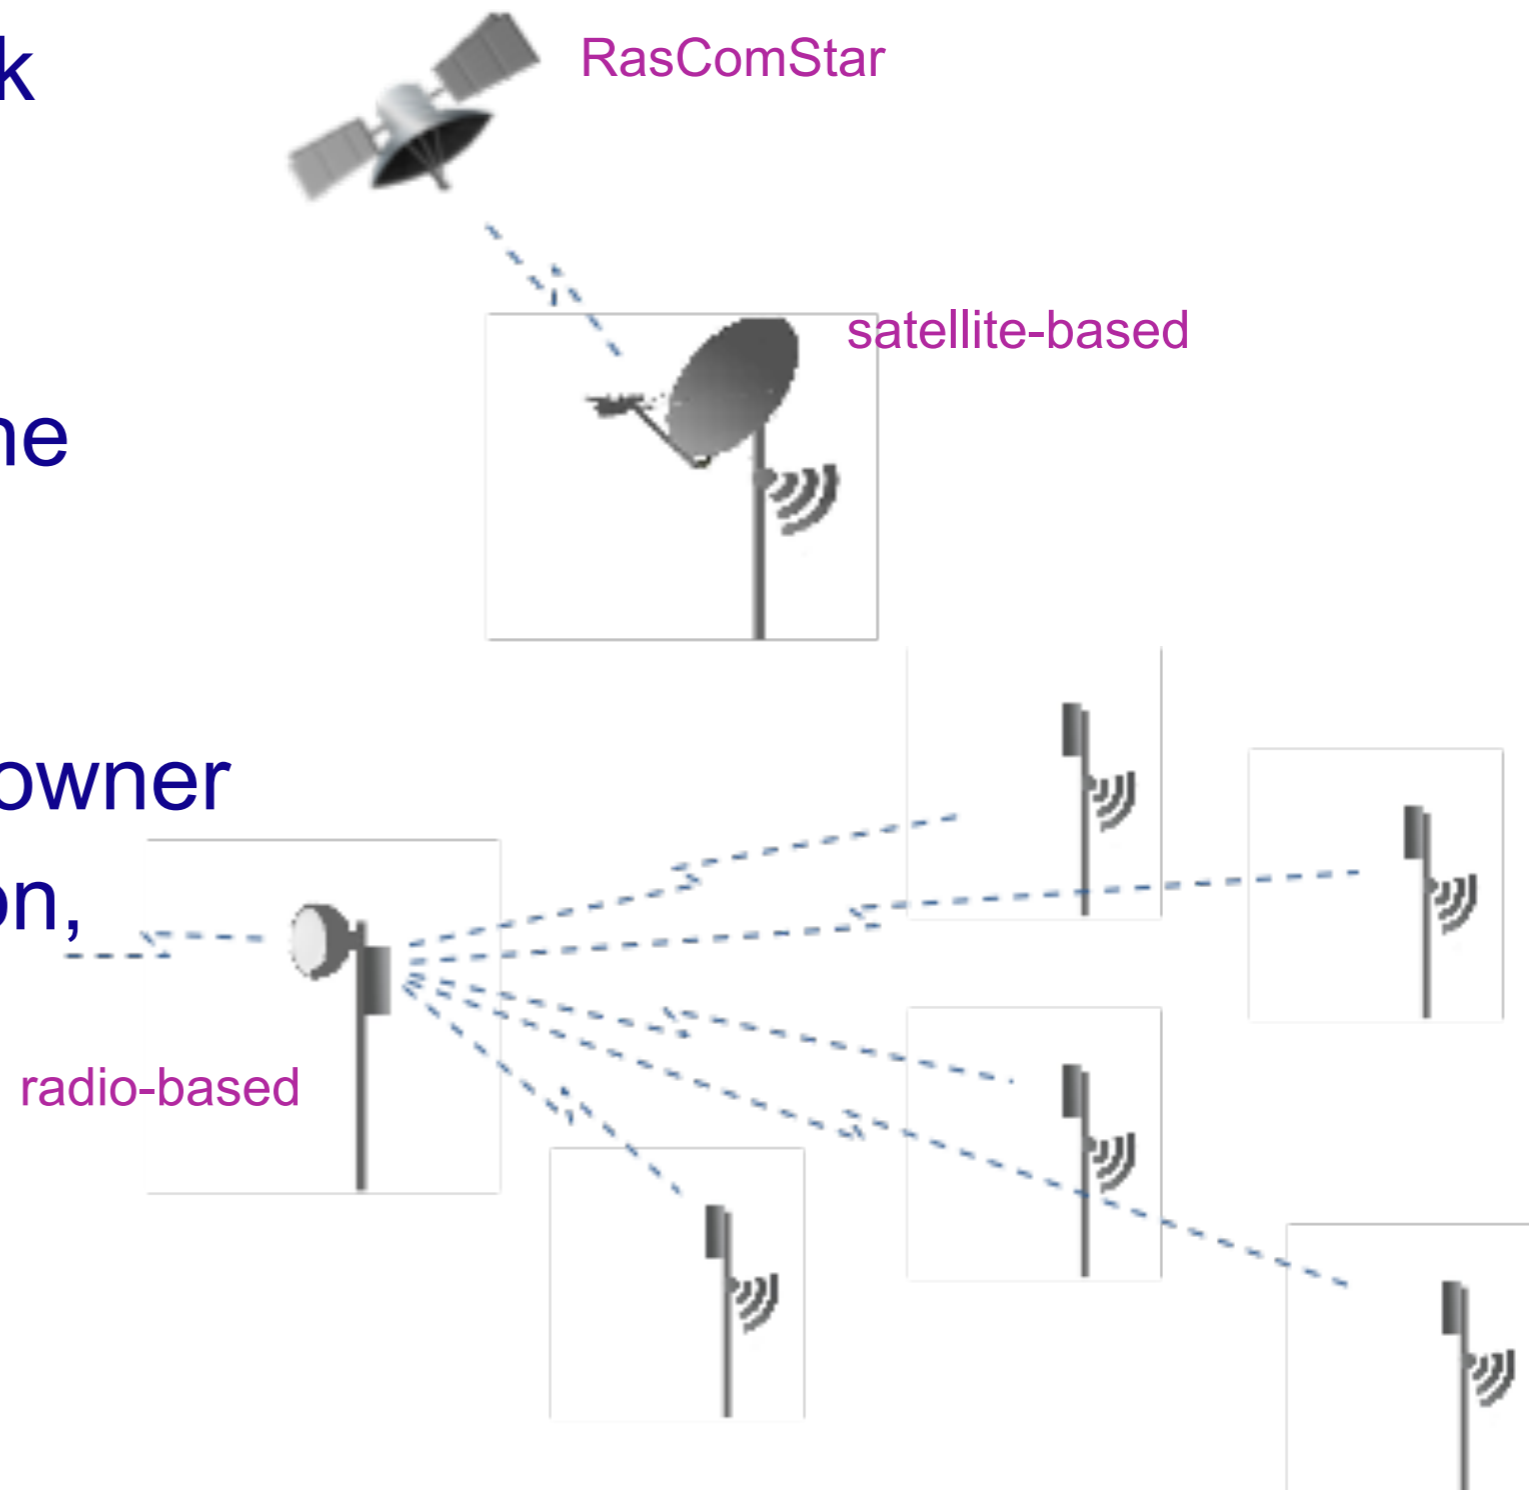 k
RasComStar
satellite-based
ne
owner
on,
radio-based